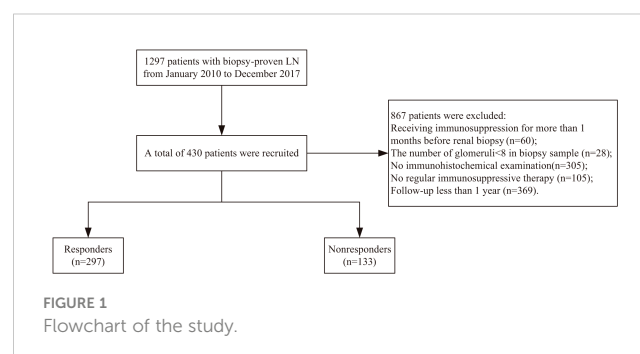 1297 patients with biopsy-proven LN
from January 2010 to December 2017
867 patients were excluded:
Receiving immunosuppression for more than 1
months before renal biopsy(n=60);
The number of glomeruli<8 in biopsy sample (n=28);
No immunohistochemical examination(n=305);
No regular immunosuppressive therapy (n=105);
Follow-up less than 1 year (n=369).
A total of 430 patients were recruited
Responders
(n=297)
Nonresponders
(n=133)
FIGURE 1
Flowchart of the study.